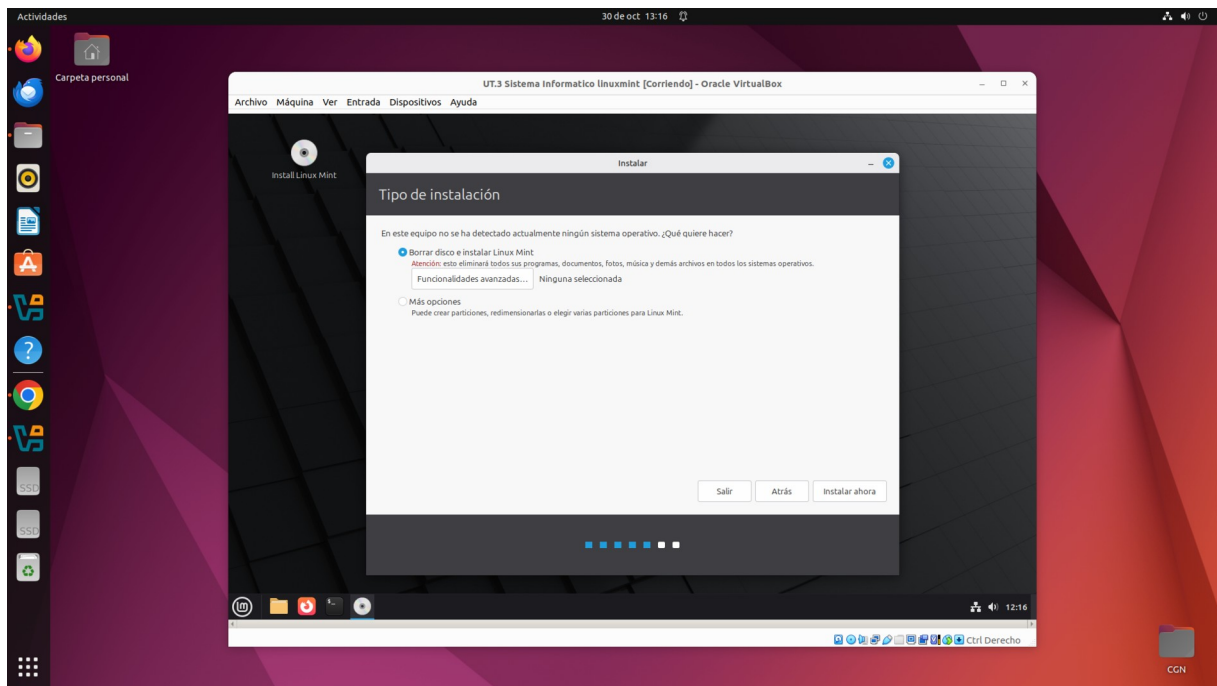 Actividades
30 de oct 13:16
Carpeta personal
UT.3 Sistema Informatico linuxmint [Corriendo] - Oracle VirtualBox
Archivo Máquina Ver Entrada Dispositivos Ayuda
Install Linux Mint
Instalar
Tipo de instalación
En este equipo no se ha detectado actualmente ningún sistema operativo. ¿Qué quiere hacer?
Borrar disco e instalar Linux Mint
Atención: esto eliminará todos sus programas, documentos, fotos, música y demás archivos en todos los sistemas operativos.
Funcionalidades avanzadas... Ninguna seleccionada
Más opciones
Puede crear particiones, redimensionarlas o elegir varias particiones para Linux Mint.
Salir Atrás Instalar ahora
SSD
SSD
12:16
Ctrl Derecho
CGN